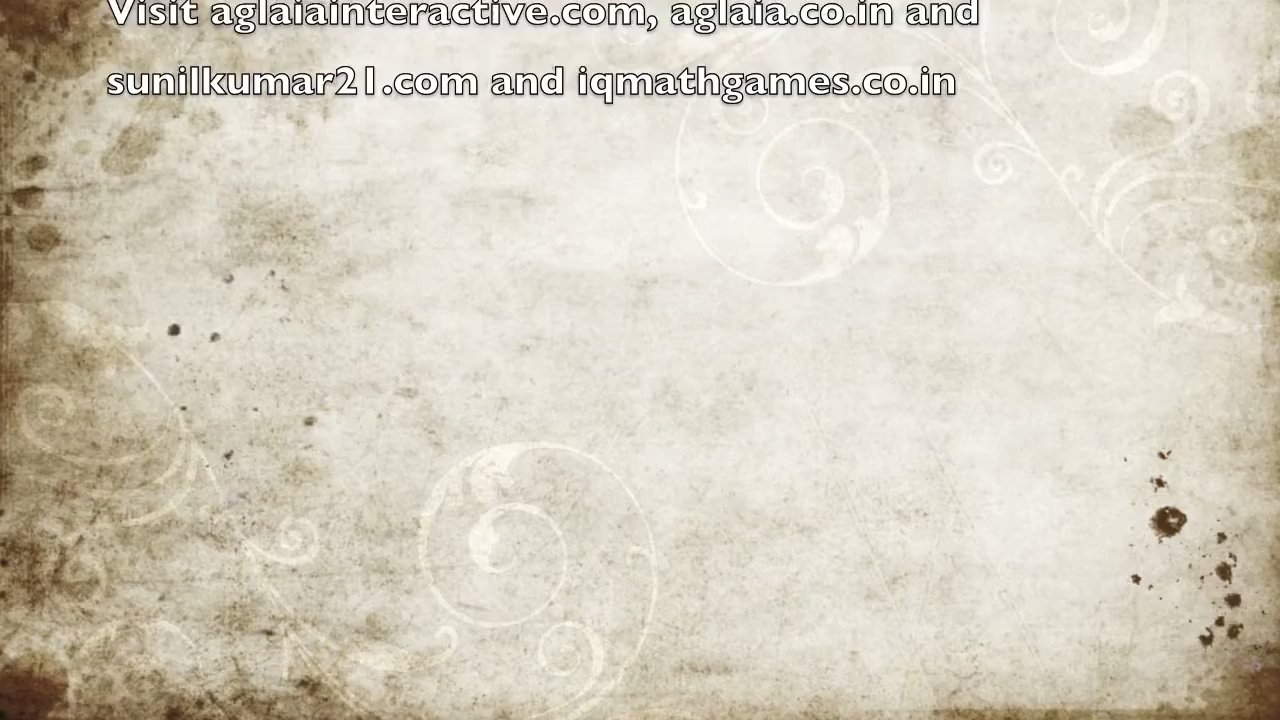 Visit aglaiainteractive.com, aglaia.co.in and
sunilkumar21.com and iqmathgames.co.in